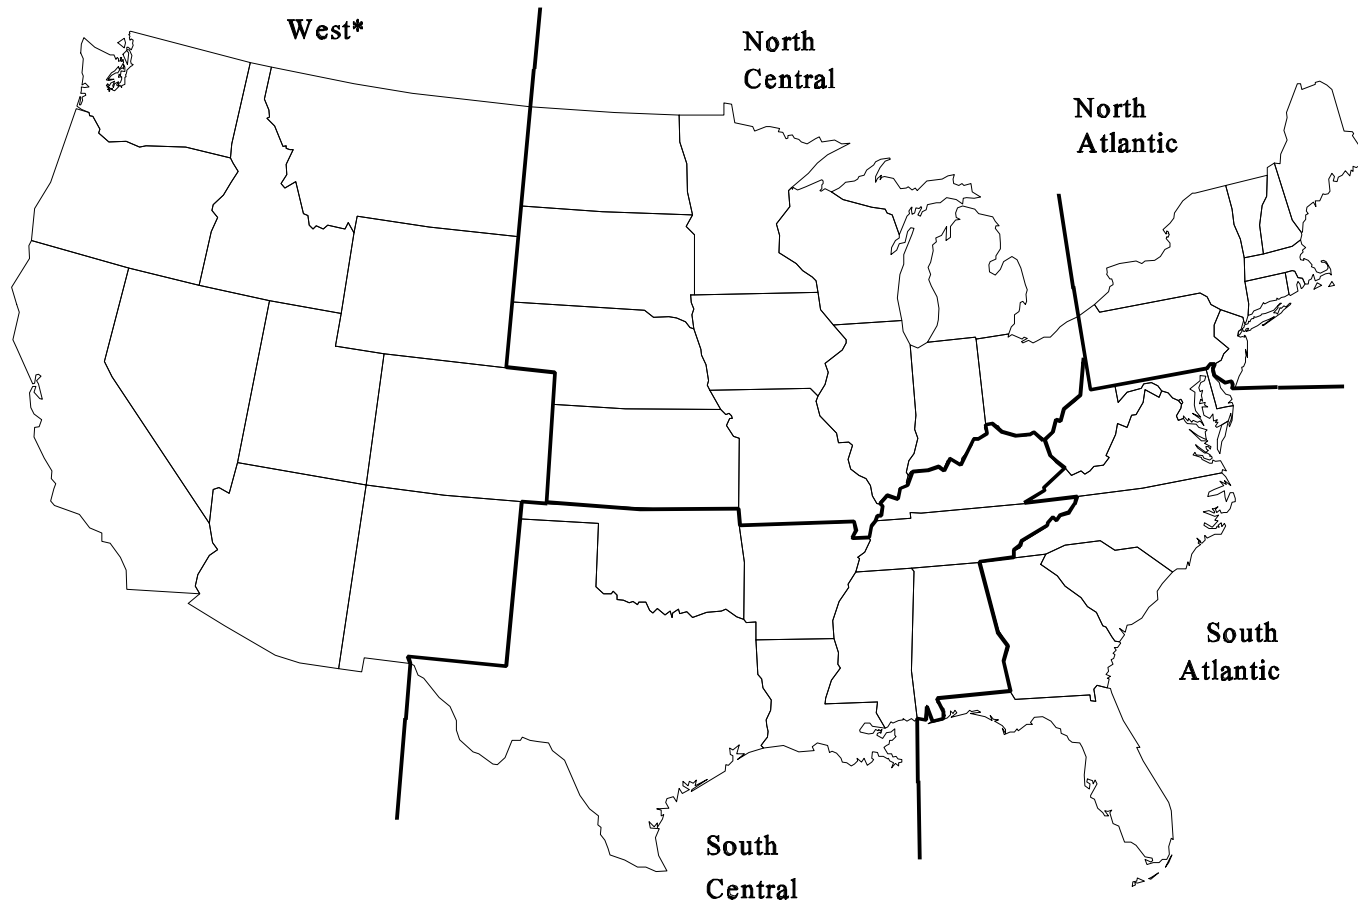 West*
North
Central
North
Atlantic
South
Atlantic
South
Central